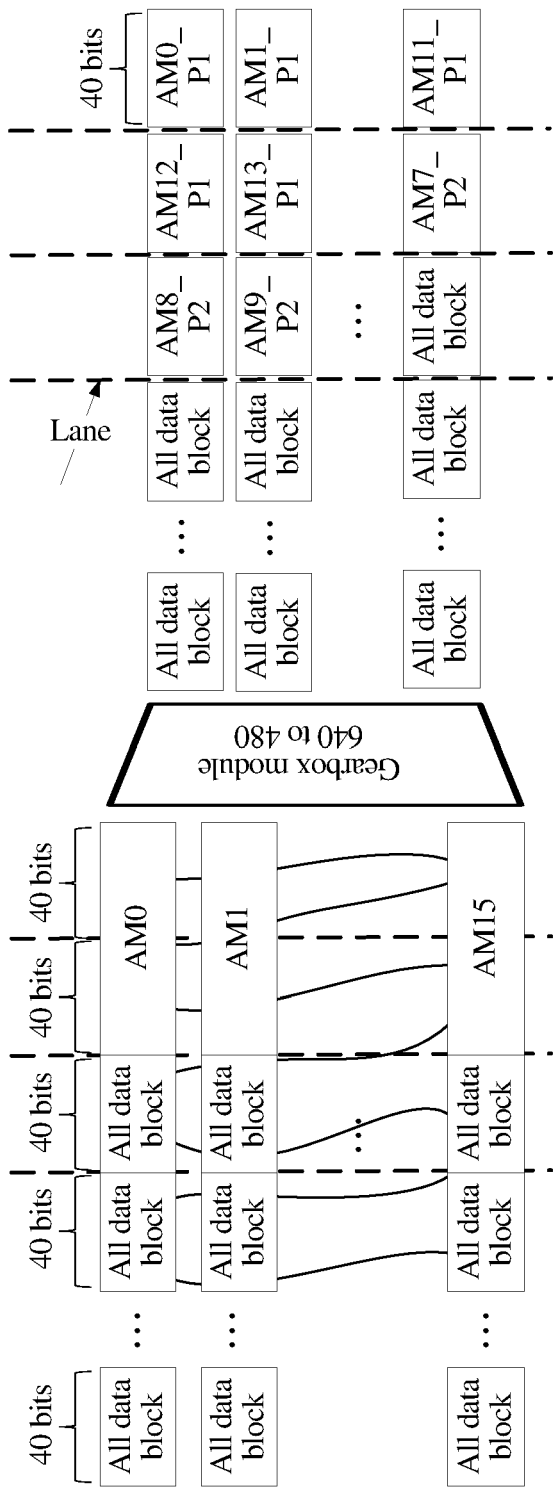 40 bits
40 bits
40 bits
40 bits
40 bits
All data
block
...
All data
block
All data
block
AM0
All data
block
...
All data
block
All data
block
AM1
...
All data
block
...
All data
block
All data
block
AM15
Gearbox module
640 to 480
Lane
40 bits
All data
block
...
All data
block
AM8_
P2
AM12_
P1
AM0_
P1
All data
block
...
All data
block
AM9_
P2
AM13_
P1
AM1_
P1
...
All data
block
...
All data
block
All data
block
AM7_
P2
AM11_
P1